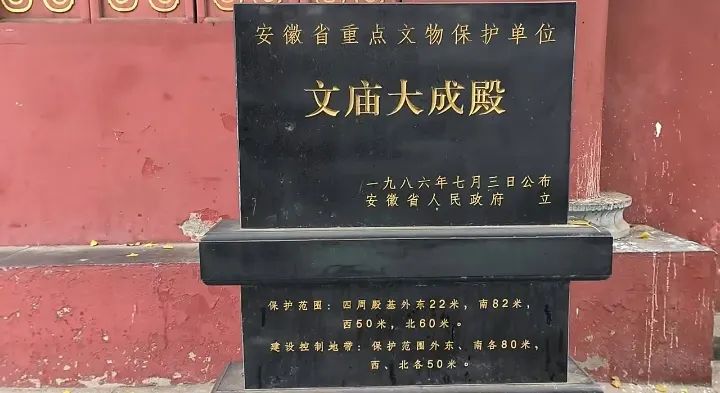 安徽省重点文物保护单位
文庙大成殿
一九八六年七月三日公布
安徽省人民政府 立
保护范围：四周殿基外东22米，南82米，
西50米，北60米。
建设控制地带：保护范围外东、南各80米，
西、北各50米。